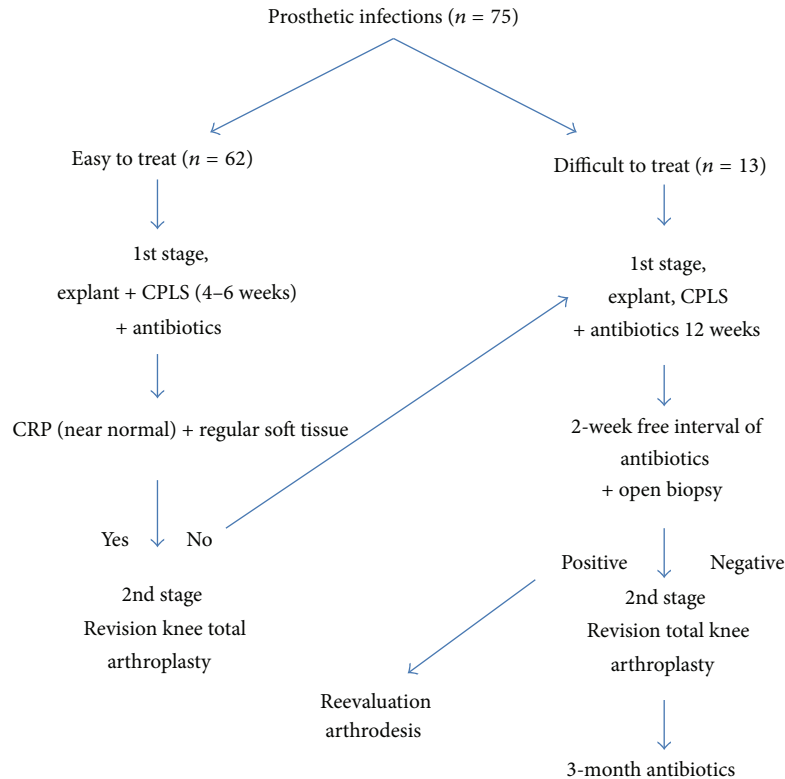 Prosthetic infections (n = 75)
Easy to treat (n = 62)
1st stage,
explant + CPLS (4–6 weeks)
+ antibiotics
CRP (near normal) + regular soft tissue
Yes
No
2nd stage
Revision knee total
arthroplasty
Difficult to treat (n = 13)
1st stage,
explant, CPLS
+ antibiotics 12 weeks
2-week free interval of
antibiotics
+ open biopsy
Positive
Negative
Reevaluation
arthrodesis
2nd stage
Revision total knee
arthroplasty
3-month antibiotics